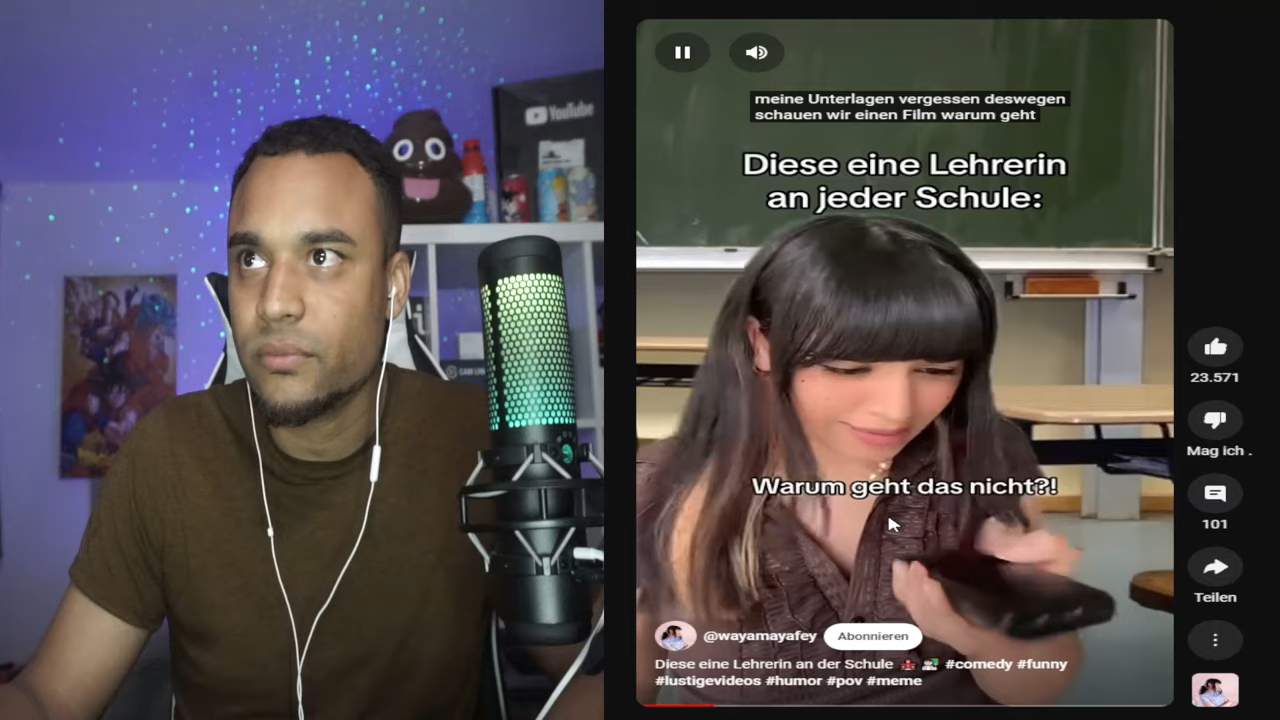 YouTube
meine Unterlagen vergessen deswegen
schauen wir einen Film warum geht
Diese eine Lehrerin
an jeder Schule:
Warum geht das nicht?!
@wayamayafey
Abonnieren
Diese eine Lehrerin an der Schule #comedy #funny
#lustigevideos #humor #pov #meme
23.571
Mag ich .
101
Teilen